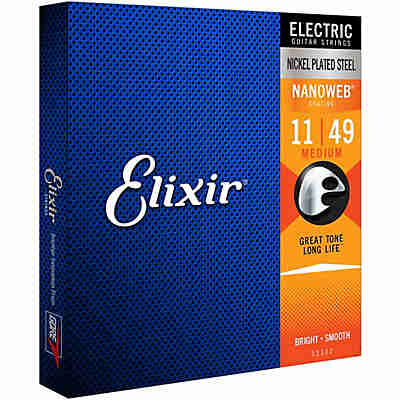 ELECTRIC
GUITAR STRINGS
NICKEL PLATED STEEL
NANOWEB®
COATING
11 | 49
MEDIUM
Elixir
GREAT TONE
LONG LIFE
BRIGHT • SMOOTH